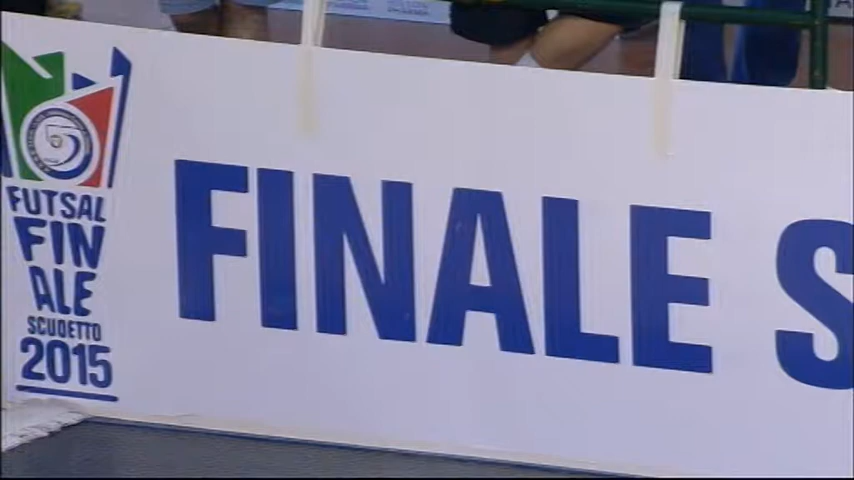 FUTSAL
FIN
ALE
SCUDETTO
2015
FINALE S